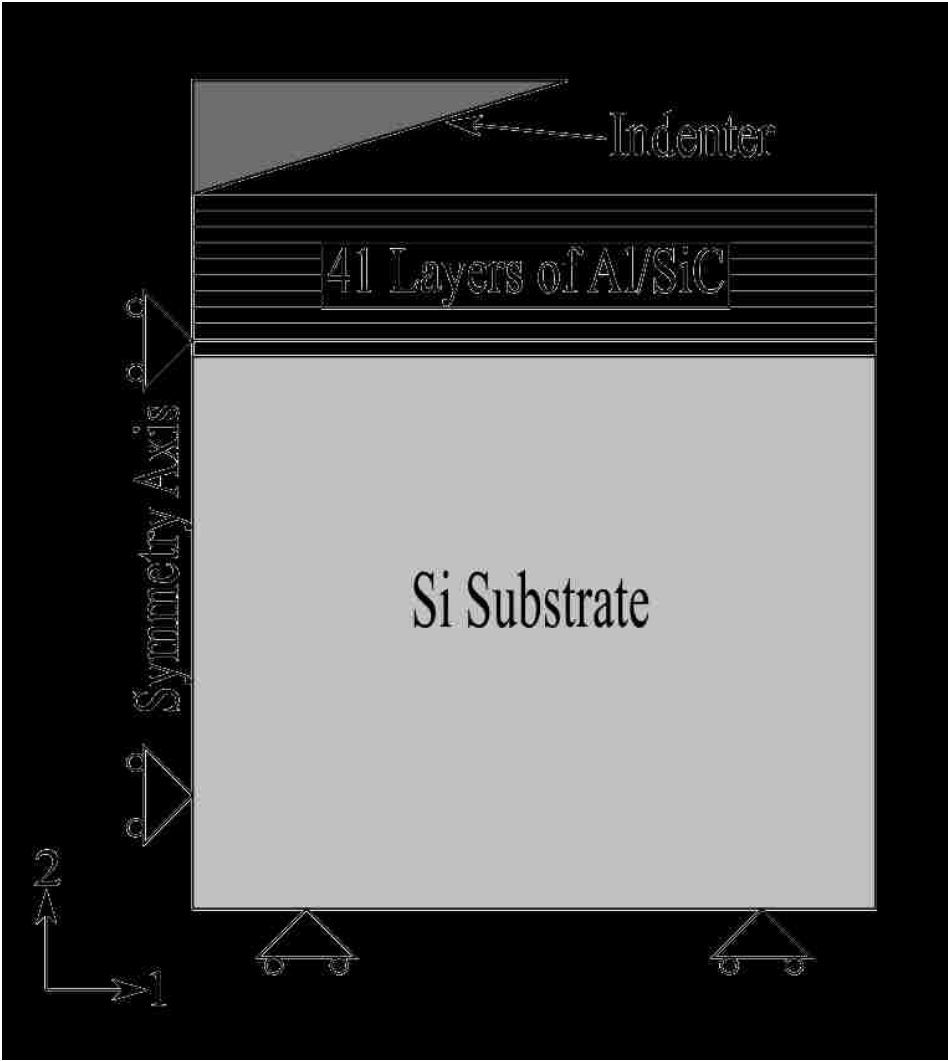 Indenter
41 Layers of Al/SiC
Symmetry Axis
Si Substrate
2
1